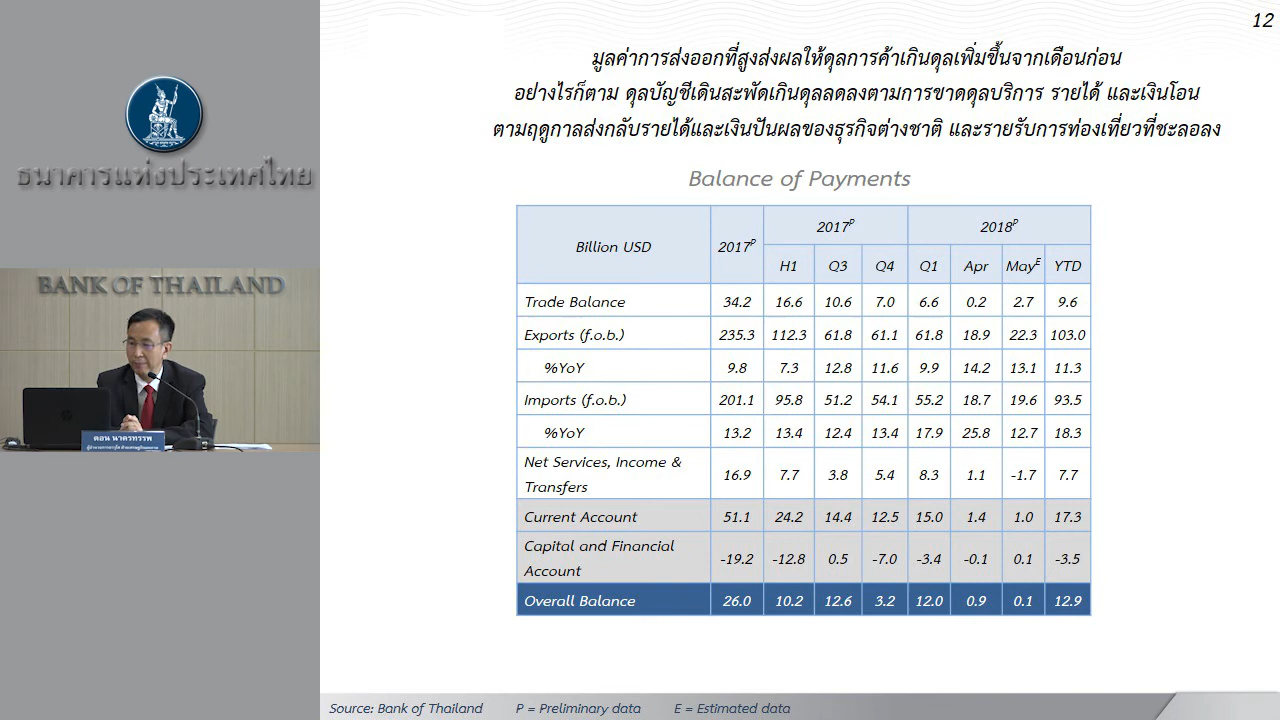 12
มูลค่าการส่งออกที่สูงส่งผลให้ดุลการค้าเกินดุลเพิ่มขึ้นจากเดือนก่อน
อย่างไรก็ตาม ดุลบัญชีเดินสะพัดเกินดุลลดลงตามการขาดดุลบริการ รายได้ และเงินโอน
ตามฤดูกาลส่งกลับรายได้และเงินปันผลของธุรกิจต่างชาติ และรายรับการท่องเที่ยวที่ชะลอลง
ธนาคารแห่งประเทศไทย
BANK OF THAILAND
ดอน นาครทรรพ
Balance of Payments
Billion USD 2017P 2017P 2018P
H1 Q3 Q4 Q1 Apr MayE YTD
Trade Balance 34.2 16.6 10.6 7.0 6.6 0.2 2.7 9.6
Exports (f.o.b.) 235.3 112.3 61.8 61.1 61.8 18.9 22.3 103.0
%YoY 9.8 7.3 12.8 11.6 9.9 14.2 13.1 11.3
Imports (f.o.b.) 201.1 95.8 51.2 54.1 55.2 18.7 19.6 93.5
%YoY 13.2 13.4 12.4 13.4 17.9 25.8 12.7 18.3
Net Services, Income &
Transfers 16.9 7.7 3.8 5.4 8.3 1.1 -1.7 7.7
Current Account 51.1 24.2 14.4 12.5 15.0 1.4 1.0 17.3
Capital and Financial
Account -19.2 -12.8 0.5 -7.0 -3.4 -0.1 0.1 -3.5
Overall Balance 26.0 10.2 12.6 3.2 12.0 0.9 0.1 12.9
Source: Bank of Thailand P = Preliminary data E = Estimated data